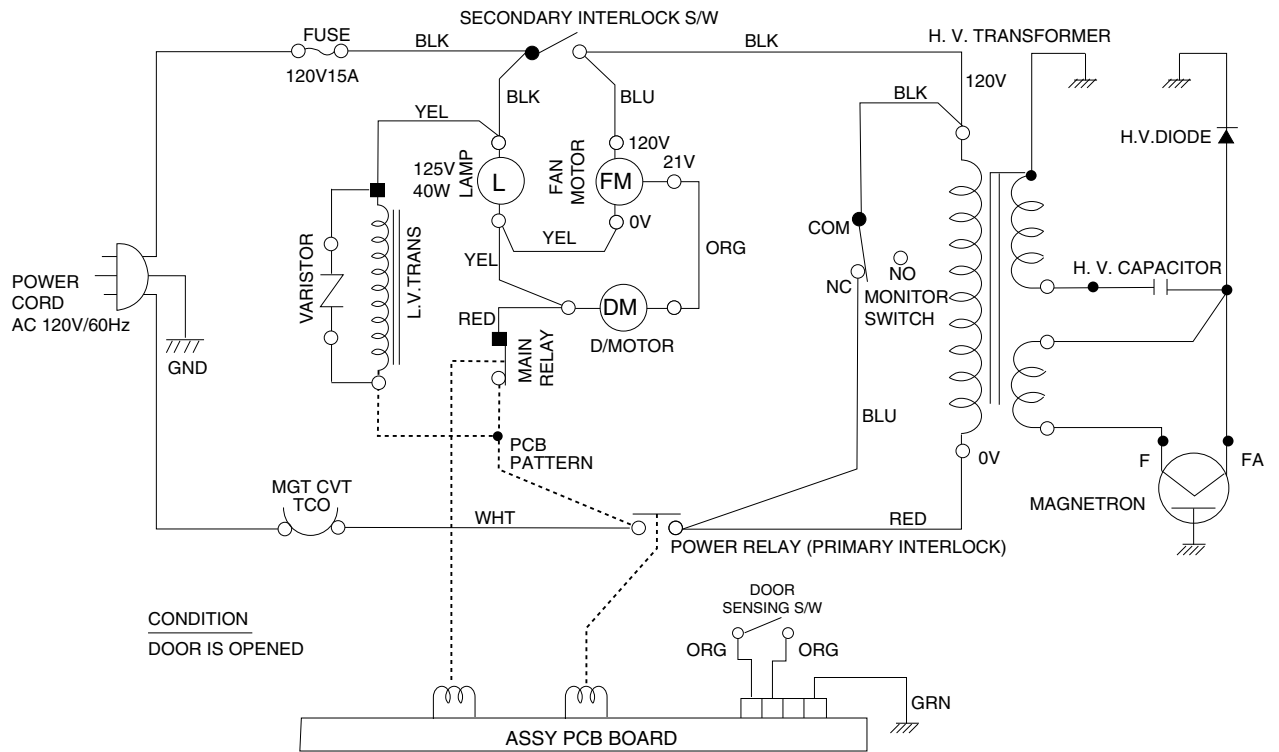 SECONDARY INTERLOCK S/W
FUSE
BLK
BLK
H. V. TRANSFORMER
120V15A
120V
BLK
BLU
BLK
YEL
H.V.DIODE
120V
21V
125V
40W
LAMP
L
FAN
MOTOR
FM
0V
COM
YEL
ORG
VARISTOR
L.V.TRANS
YEL
NO
H. V. CAPACITOR
POWER
CORD
AC 120V/60Hz
NC
MONITOR
SWITCH
RED
DM
D/MOTOR
GND
MAIN
RELAY
BLU
PCB
PATTERN
0V
F
FA
MGT CVT
TCO
MAGNETRON
WHT
RED
POWER RELAY (PRIMARY INTERLOCK)
DOOR
SENSING S/W
CONDITION
DOOR IS OPENED
ORG
ORG
GRN
ASSY PCB BOARD